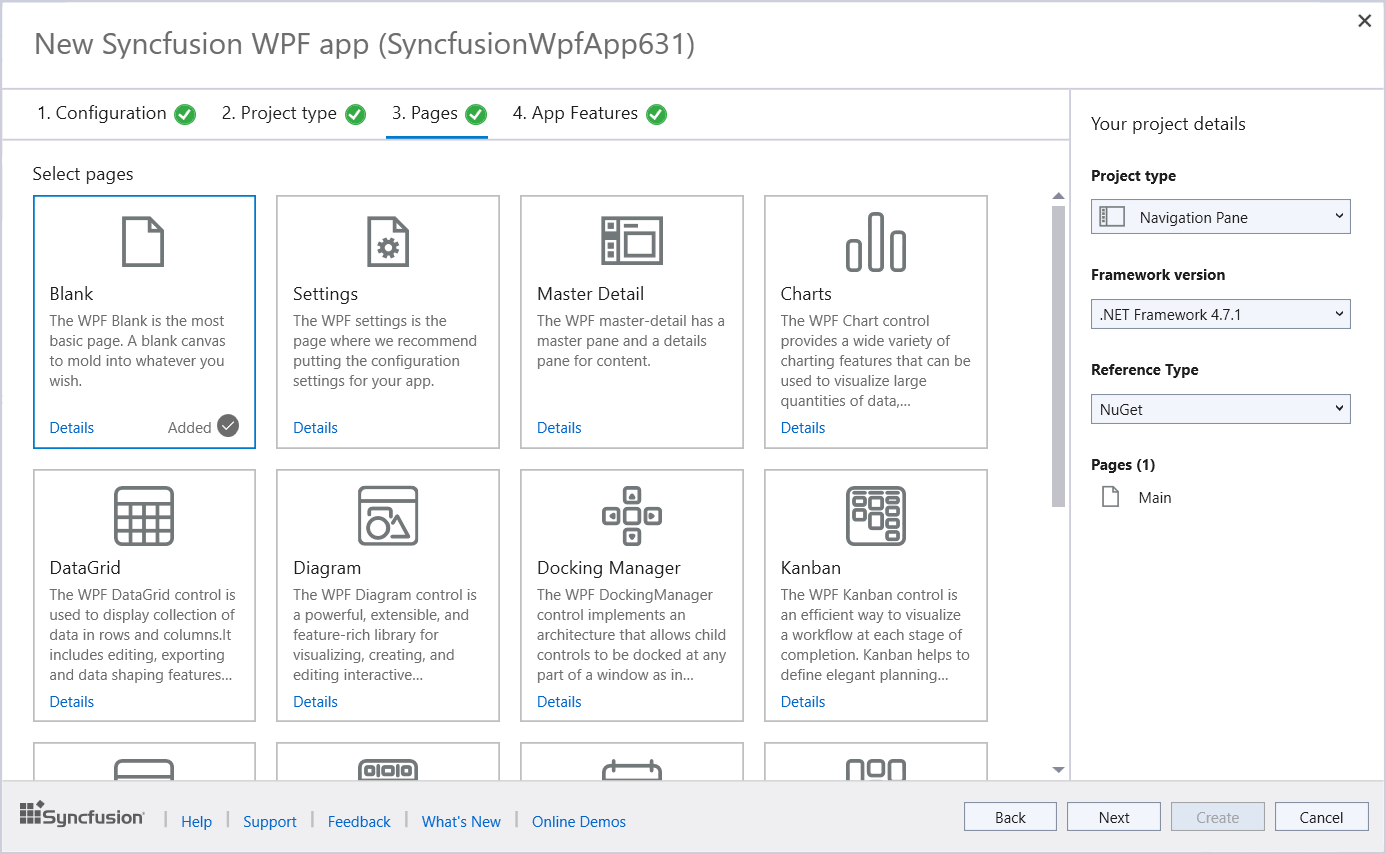 New Syncfusion WPF app (SyncfusionWpfApp631)
1. Configuration
2. Project type
3. Pages
4. App Features
Select pages
Blank
The WPF Blank is the most
basic page. A blank canvas
to mold into whatever you
wish.
Details
Added
Settings
The WPF settings is the
page where we recommend
putting the configuration
settings for your app.
Details
Master Detail
The WPF master-detail has a
master pane and a details
pane for content.
Details
Charts
The WPF Chart control
provides a wide variety of
charting features that can be
used to visualize large
quantities of data,...
Details
DataGrid
The WPF DataGrid control is
used to display collection of
data in rows and columns.It
includes editing, exporting
and data shaping features...
Details
Diagram
The WPF Diagram control is
a powerful, extensible, and
feature-rich library for
visualizing, creating, and
editing interactive...
Details
Docking Manager
The WPF DockingManager
control implements an
architecture that allows child
controls to be docked at any
part of a window as in...
Details
Kanban
The WPF Kanban control is
an efficient way to visualize
a workflow at each stage of
completion. Kanban helps to
define elegant planning...
Details
Your project details
Project type
Navigation Pane
Framework version
.NET Framework 4.7.1
Reference Type
NuGet
Pages (1)
Main
Syncfusion
Help
Support
Feedback
What's New
Online Demos
Back
Next
Create
Cancel